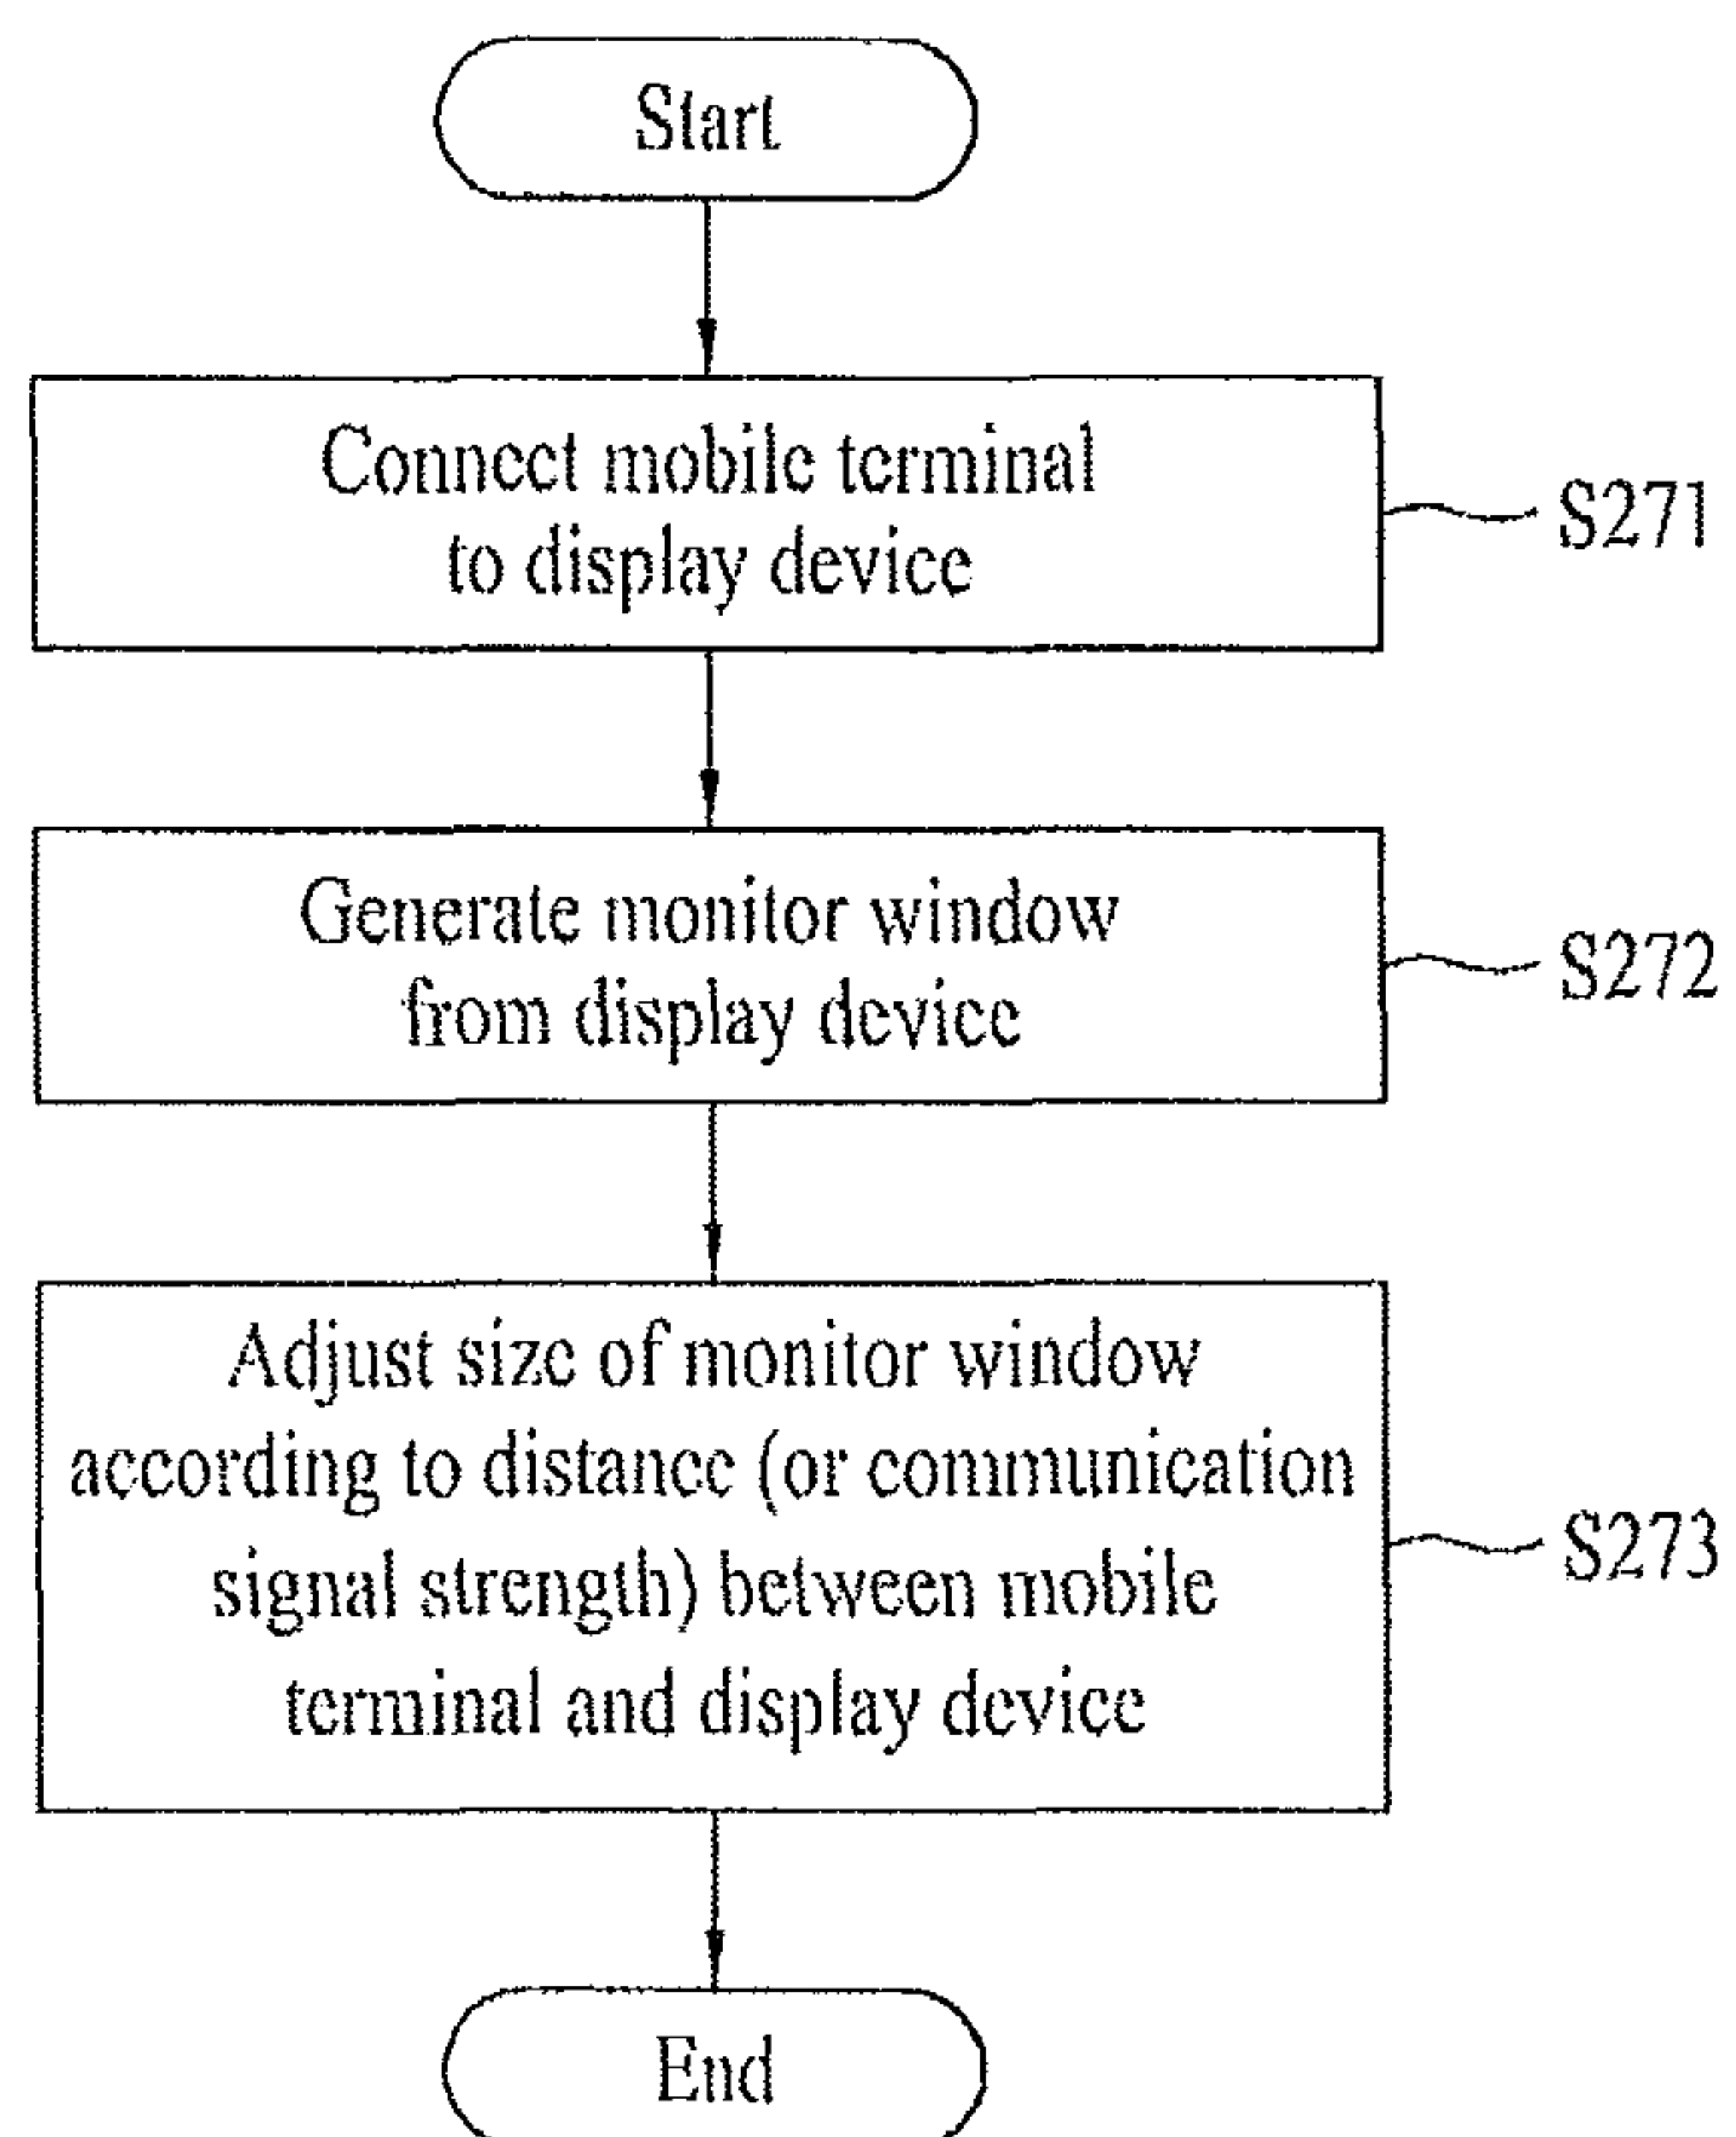 Start
Connect mobile terminal
to display device
S271
Generate monitor window
from display device
S272
Adjust size of monitor window
according to distance (or communication
signal strength) between mobile
terminal and display device
S273
End